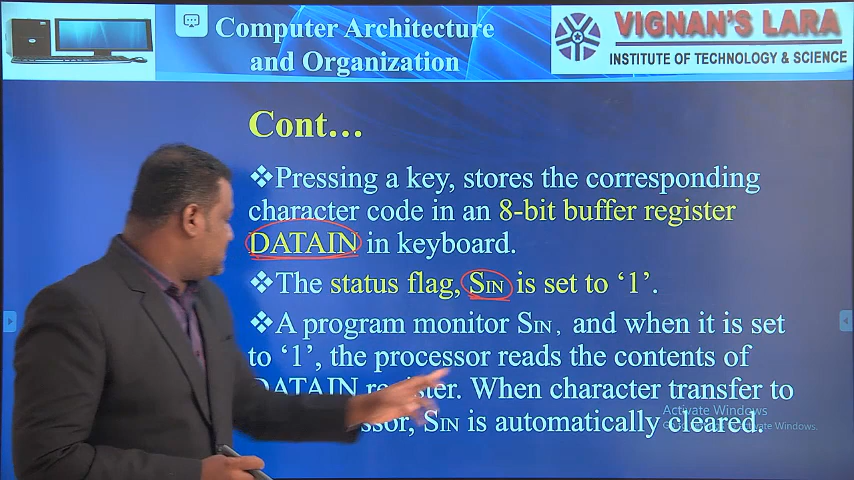 Computer Architecture
and Organization
VIGNAN'S LARA
INSTITUTE OF TECHNOLOGY & SCIENCE
Cont…
❖Pressing a key, stores the corresponding
character code in an 8-bit buffer register
DATAIN in keyboard.
❖The status flag, SIN is set to ‘1’.
❖A program monitor SIN, and when it is set
to ‘1’, the processor reads the contents of
DATAIN register. When character transfer to
SIN is automatically cleared.
Activate Windows